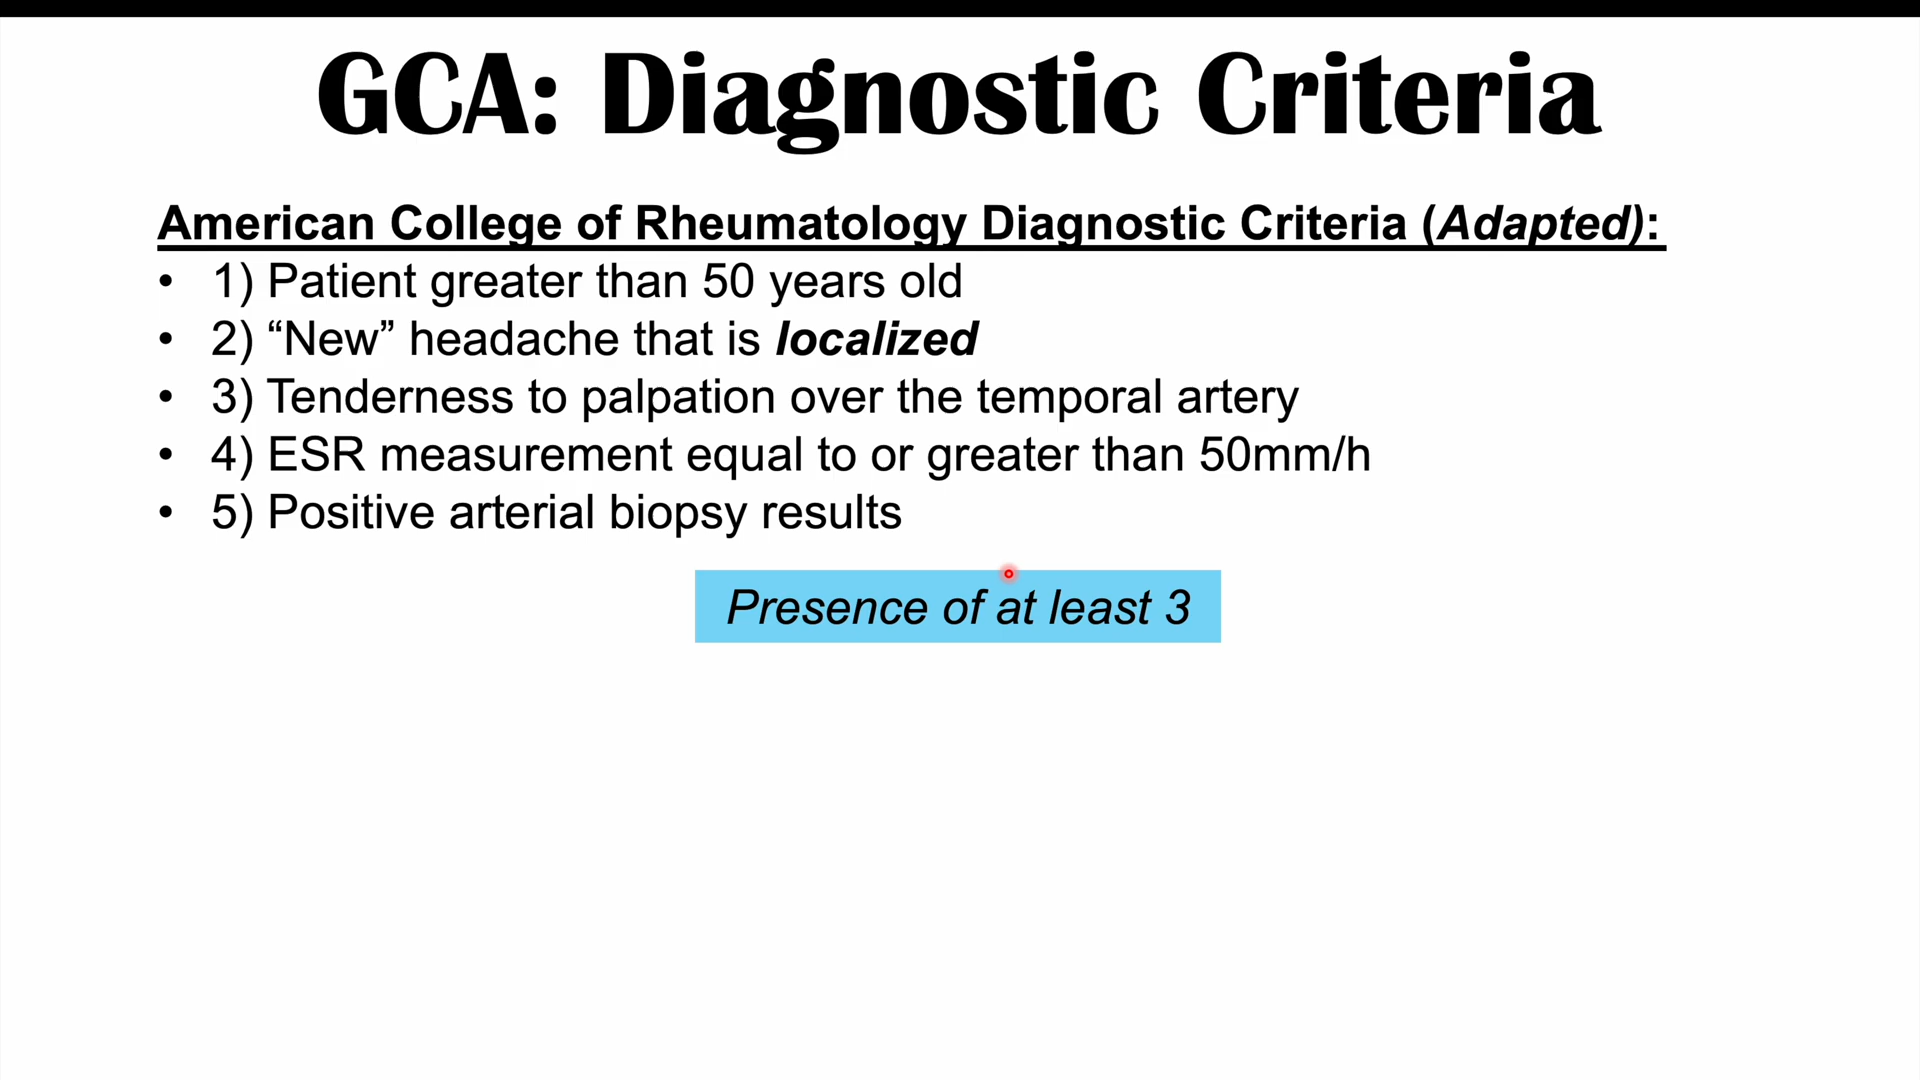 GCA: Diagnostic Criteria
American College of Rheumatology Diagnostic Criteria (Adapted):
• 1) Patient greater than 50 years old
• 2) “New” headache that is localized
• 3) Tenderness to palpation over the temporal artery
• 4) ESR measurement equal to or greater than 50mm/h
• 5) Positive arterial biopsy results
Presence of at least 3